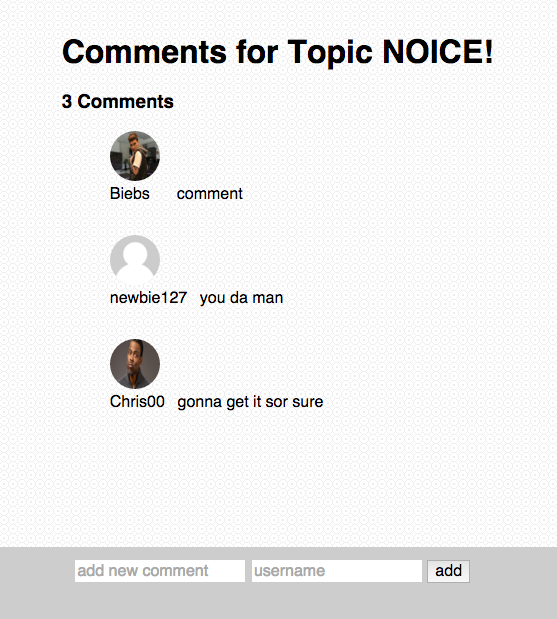 Comments for Topic NOICE!
3 Comments
Biebs comment
newbie127 you da man
Chris00 gonna get it sor sure
add new comment username add